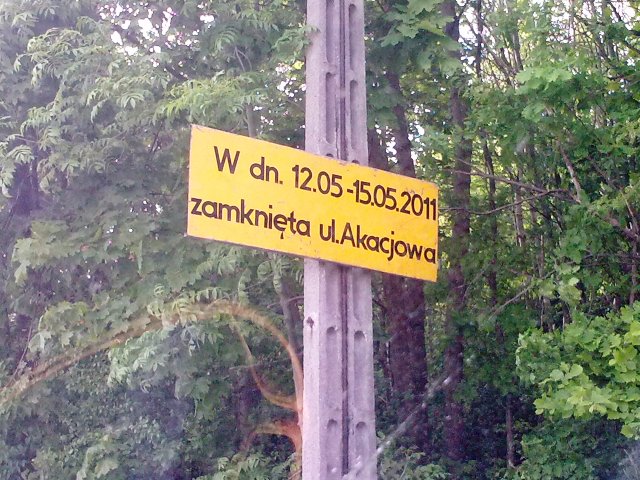 W dn. 12.05-15.05.2011
zamknięta ul.Akacjowa